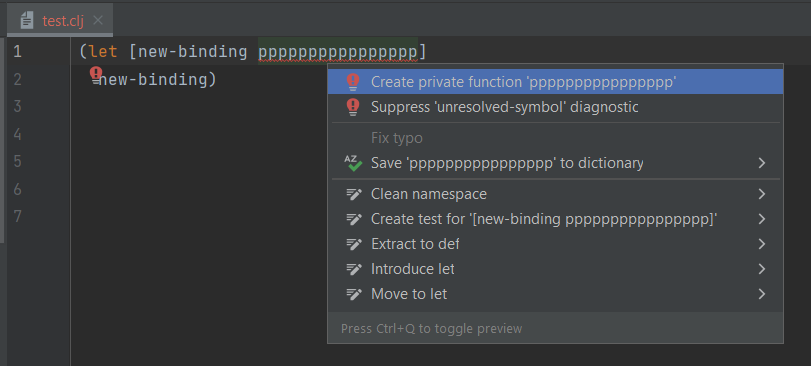 test.clj
1 (let [new-binding pppppppppppppppp]
2 new-binding)
3
4
5
6
7
Create private function 'pppppppppppppppp'
Suppress 'unresolved-symbol' diagnostic
Fix typo
Save 'pppppppppppppppp' to dictionary
Clean namespace
Create test for '[new-binding pppppppppppppppp]'
Extract to def
Introduce let
Move to let
Press Ctrl+Q to toggle preview